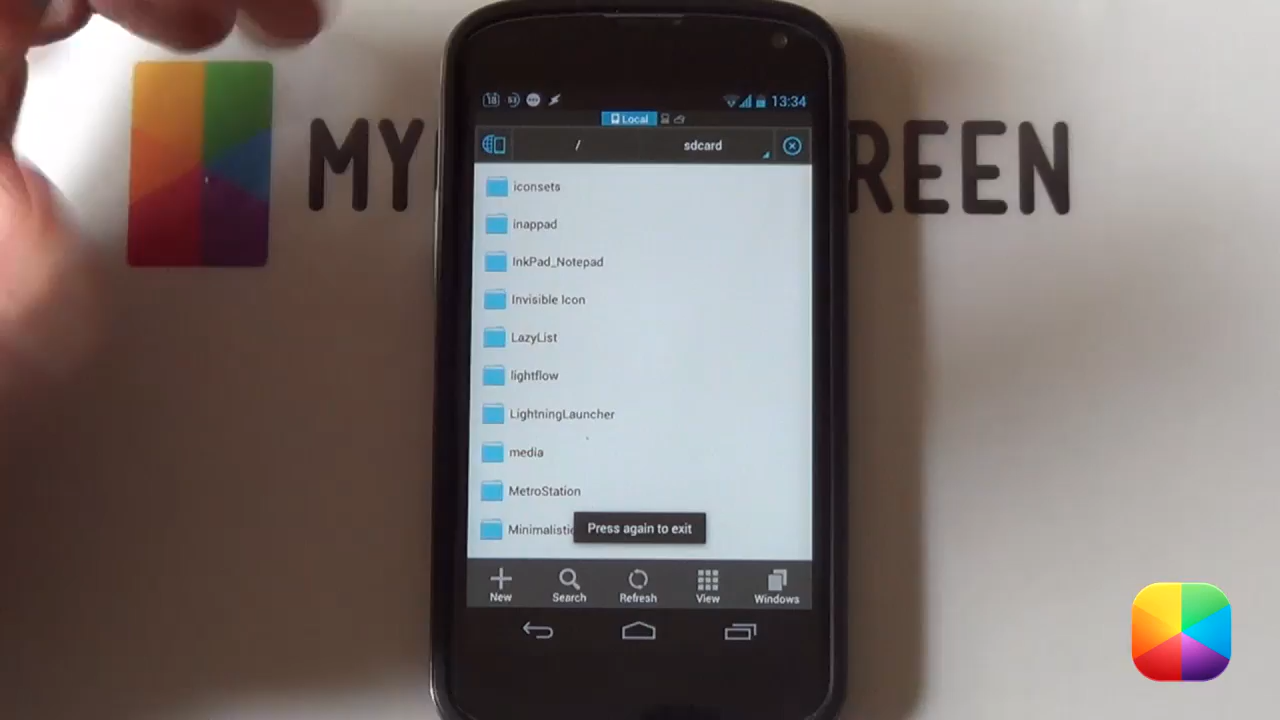 MY REEN
18 13:34
Local
/ sdcard
iconsets
inappad
InkPad_Notepad
Invisible Icon
LazyList
lightflow
LightningLauncher
media
MetroStation
Minimalistic
Press again to exit
New Search Refresh View Windows